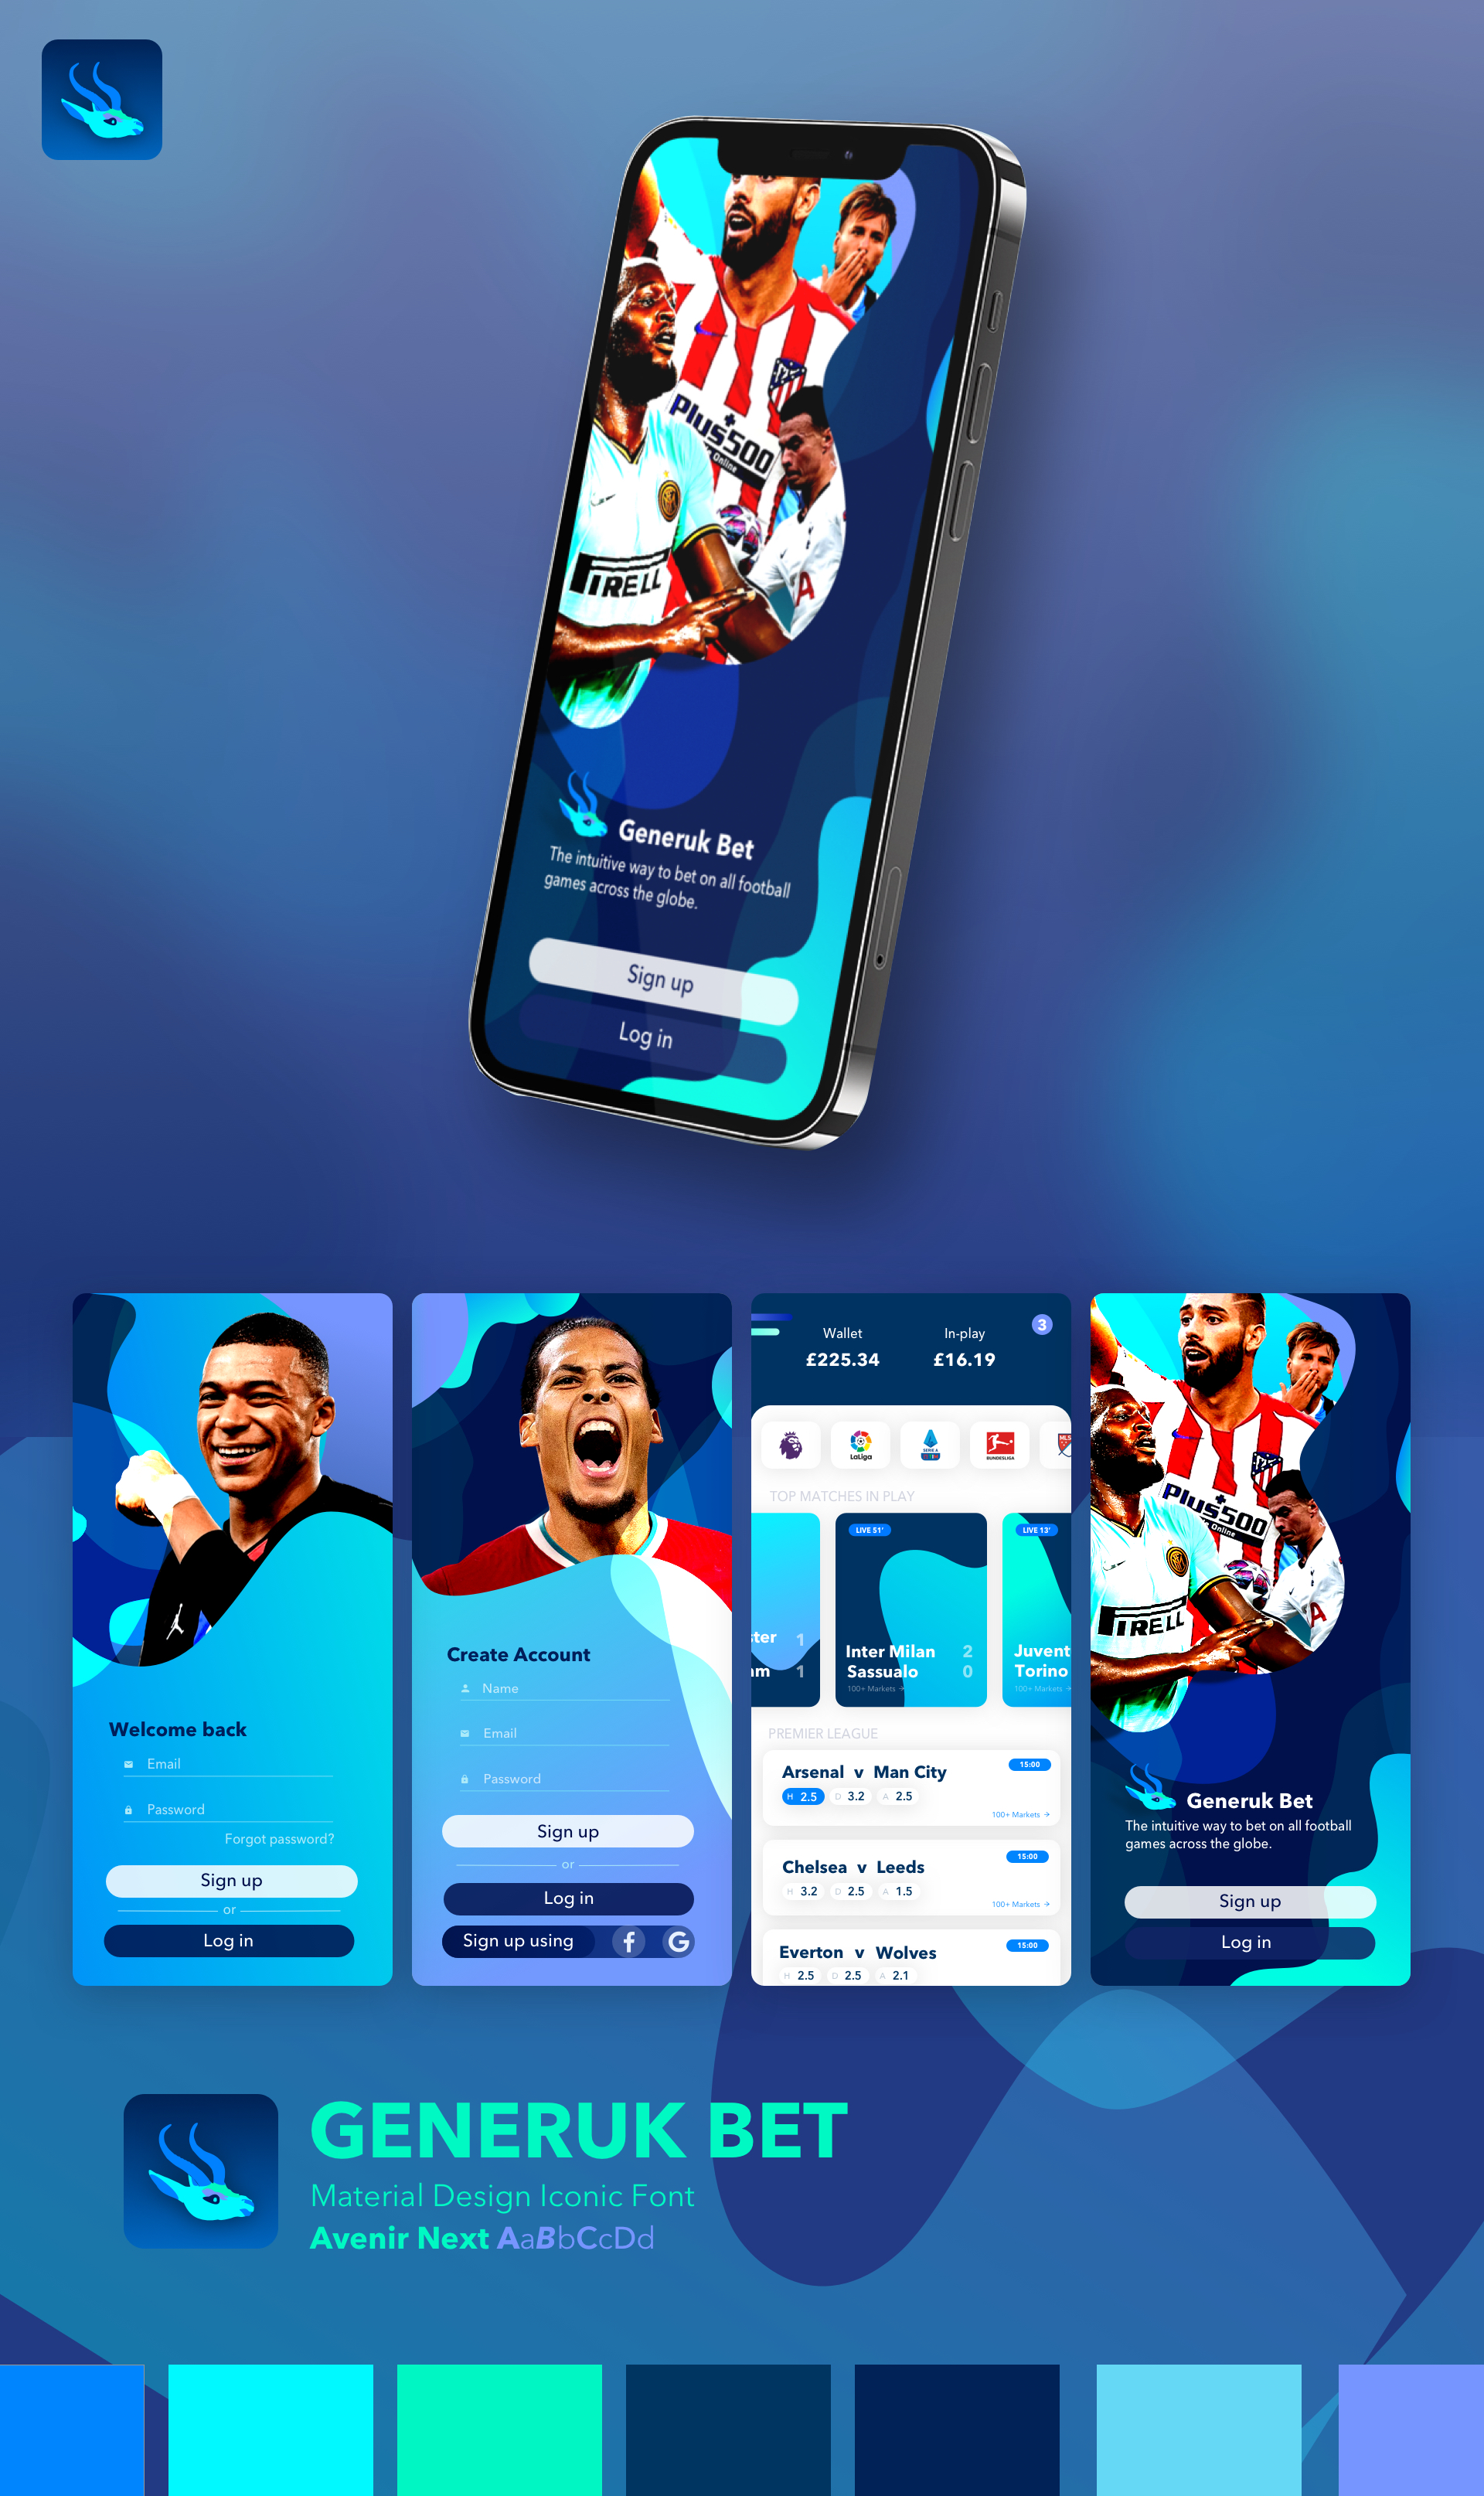 Plus500
Online
IRELL
A
Generuk Bet
The intuitive way to bet on all football
games across the globe.
Sign up
Log in
Welcome back
Email
Password
Forgot password?
Sign up
or
Log in
Create Account
Name
Email
Password
Sign up
or
Log in
Sign up using
f
G
Wallet
In-play
3
£225.34
£16.19
LaLiga
SERIE A
BUNDESLIGA
MLS
TOP MATCHES IN PLAY
ster 1
am 1
LIVE 51'
Inter Milan 2
Sassualo 0
100+ Markets →
LIVE 13'
Juvent
Torino
100+ Markets →
PREMIER LEAGUE
Arsenal v Man City
15:00
H 2.5 D 3.2 A 2.5
100+ Markets →
Chelsea v Leeds
15:00
H 3.2 D 2.5 A 1.5
100+ Markets →
Everton v Wolves
15:00
H 2.5 D 2.5 A 2.1
Plus500
Online
IRELL
A
Generuk Bet
The intuitive way to bet on all football
games across the globe.
Sign up
Log in
GENERUK BET
Material Design Iconic Font
Avenir Next AaBbCcDd